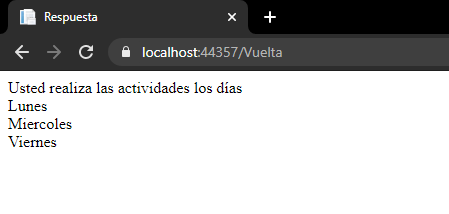 Respuesta
localhost:44357/Vuelta
Usted realiza las actividades los días
Lunes
Miercoles
Viernes